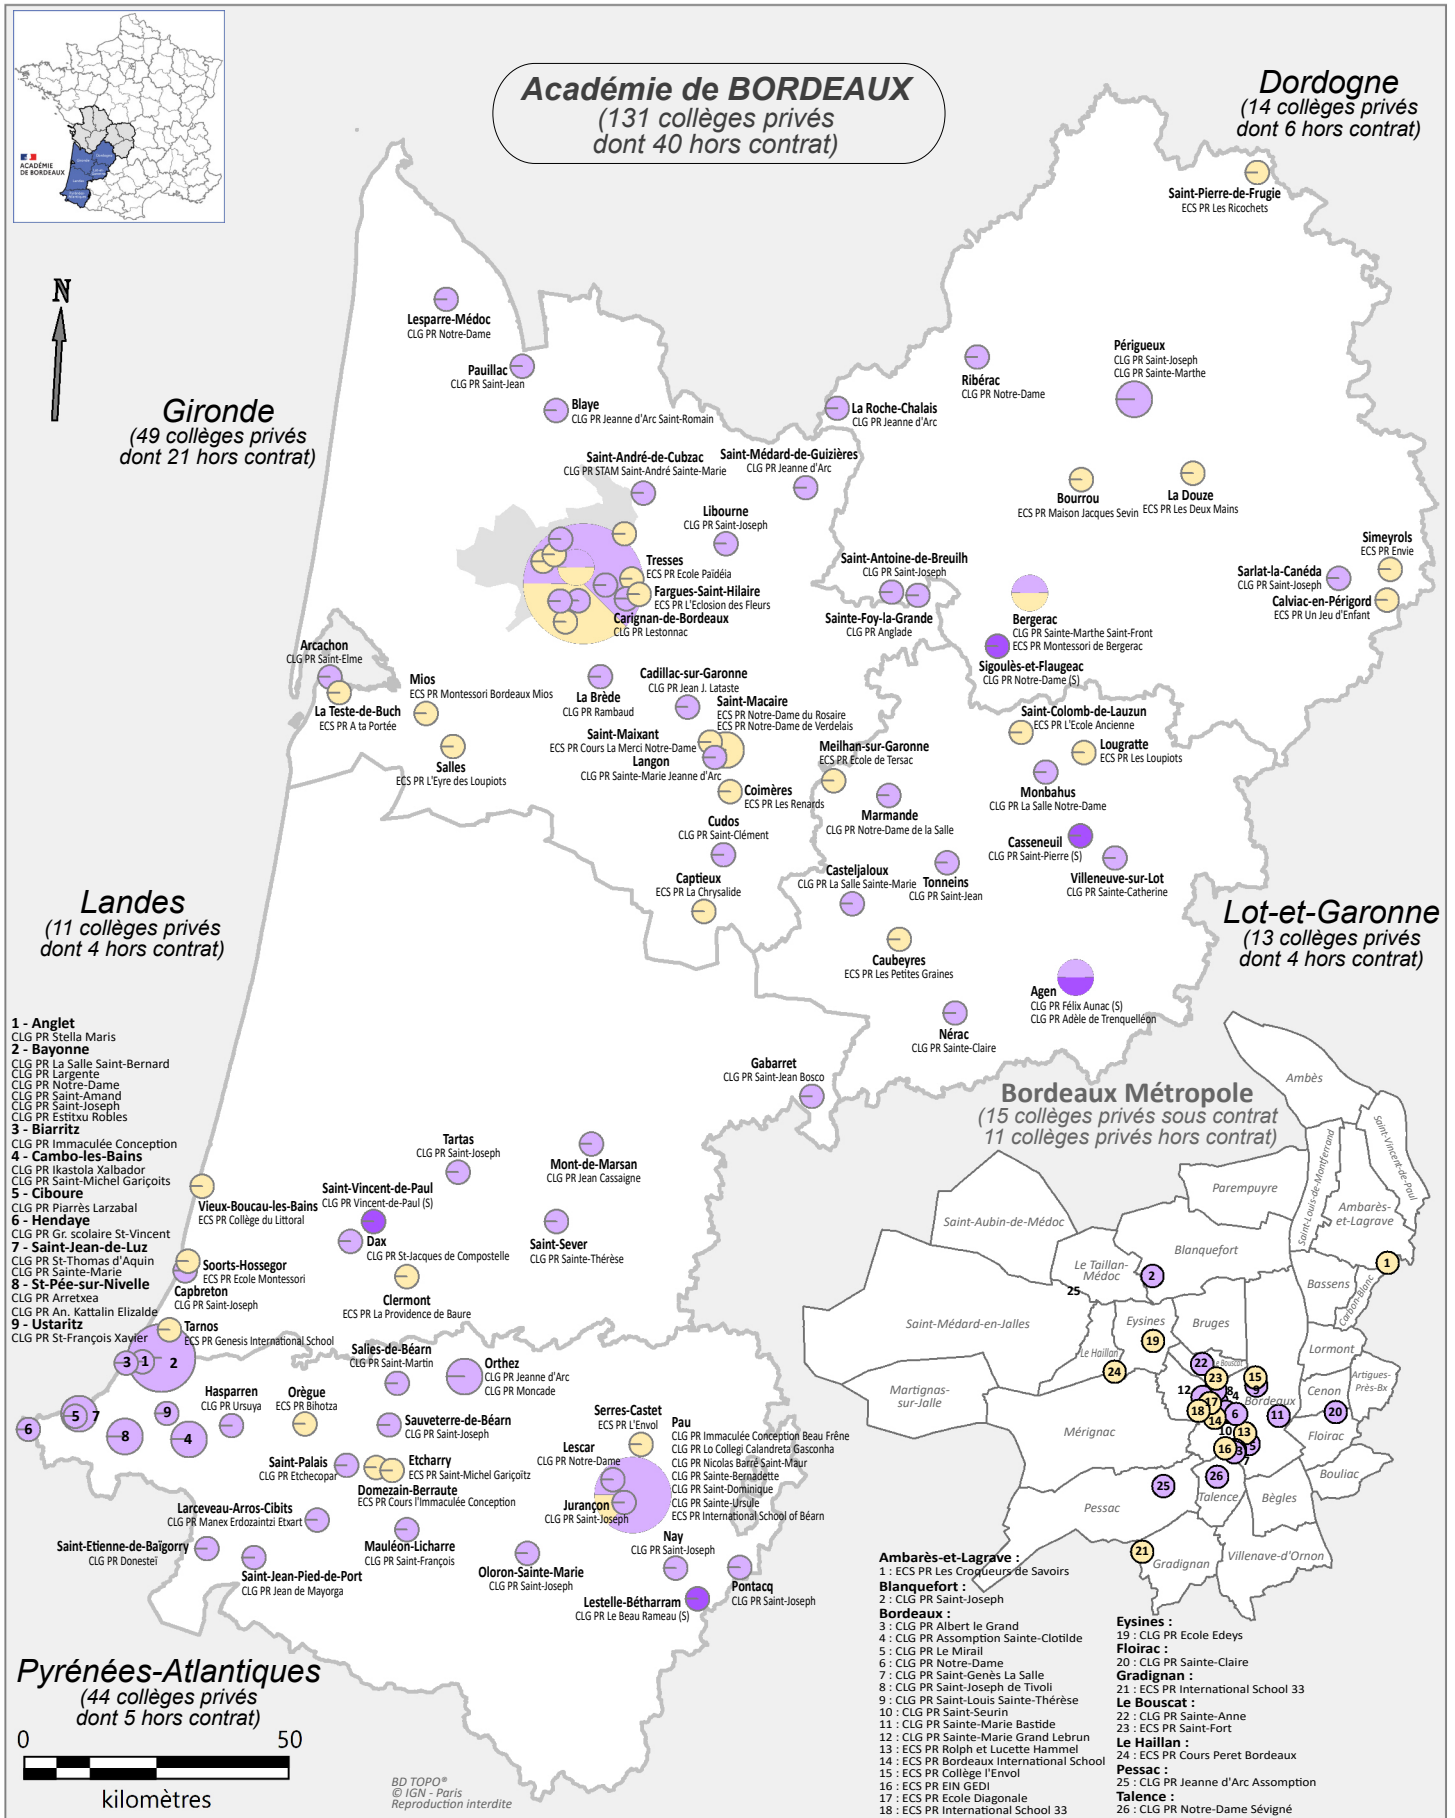 Académie de BORDEAUX
(131 collèges privés
dont 40 hors contrat)
Dordogne
(14 collèges privés
dont 6 hors contrat)
ACADÉMIE
DE BORDEAUX
N
Saint-Pierre-de-Frugie
ECS PR Les Ricochets
Lesparre-Médoc
CLG PR Notre-Dame
Pauillac
CLG PR Saint-Jean
Blaye
CLG PR Jeanne d'Arc Saint-Romain
Gironde
(49 collèges privés
dont 21 hors contrat)
Ribérac
CLG PR Notre-Dame
Périgueux
CLG PR Saint-Joseph
CLG PR Sainte-Marthe
La Roche-Chalais
CLG PR Jeanne d'Arc
Saint-André-de-Cubzac
CLG PR STAM Saint-André Sainte-Marie
Saint-Médard-de-Guizières
CLG PR Jeanne d'Arc
Libourne
CLG PR Saint-Joseph
Bourrou
ECS PR Maison Jacques Sevin
La Douze
ECS PR Les Deux Mains
Simeyrols
ECS PR Envie
Sarlat-la-Canéda
CLG PR Saint-Joseph
Calviac-en-Périgord
ECS PR Un Jeu d'Enfant
Tresses
ECS PR Ecole Païdéia
Fargues-Saint-Hilaire
ECS PR L'Eclosion des Fleurs
Carignan-de-Bordeaux
CLG PR Lestonnac
Saint-Antoine-de-Breuilh
CLG PR Saint-Joseph
Sainte-Foy-la-Grande
CLG PR Anglade
Bergerac
CLG PR Sainte-Marthe Saint-Front
ECS PR Montessori de Bergerac
Sigoulès-et-Flaugeac
CLG PR Notre-Dame (S)
Arcachon
CLG PR Saint-Elme
La Teste-de-Buch
ECS PR A ta Portée
Mios
ECS PR Montessori Bordeaux Mios
Salles
ECS PR L'Eyre des Loupiots
La Brède
CLG PR Rambaud
Cadillac-sur-Garonne
CLG PR Jean J. Lataste
Saint-Macaire
ECS PR Notre-Dame du Rosaire
ECS PR Notre-Dame de Verdelais
Saint-Maixant
ECS PR Cours La Merci Notre-Dame
Langon
CLG PR Sainte-Marie Jeanne d'Arc
Coimères
ECS PR Les Renards
Cudos
CLG PR Saint-Clément
Captieux
ECS PR La Chrysalide
Meilhan-sur-Garonne
ECS PR Ecole de Tersac
Saint-Colomb-de-Lauzun
ECS PR L'Ecole Ancienne
Lougratte
ECS PR Les Loupiots
Monbahus
CLG PR La Salle Notre-Dame
Marmande
CLG PR Notre-Dame de la Salle
Casseneuil
CLG PR Saint-Pierre (S)
Villeneuve-sur-Lot
CLG PR Sainte-Catherine
Casteljaloux
CLG PR La Salle Sainte-Marie
Tonneins
CLG PR Saint-Jean
Caubeyres
ECS PR Les Petites Graines
Agen
CLG PR Félix Aunac (S)
CLG PR Adèle de Trenquelléon
Nérac
CLG PR Sainte-Claire
Lot-et-Garonne
(13 collèges privés
dont 4 hors contrat)
Landes
(11 collèges privés
dont 4 hors contrat)
1 - Anglet
CLG PR Stella Maris
2 - Bayonne
CLG PR La Salle Saint-Bernard
CLG PR Largente
CLG PR Notre-Dame
CLG PR Saint-Amand
CLG PR Saint-Joseph
CLG PR Estitxu Robles
3 - Biarritz
CLG PR Immaculée Conception
4 - Cambo-les-Bains
CLG PR Ikastola Xalbador
CLG PR Saint-Michel Gariçoits
5 - Ciboure
CLG PR Piarrès Larzabal
6 - Hendaye
CLG PR Gr. scolaire St-Vincent
7 - Saint-Jean-de-Luz
CLG PR St-Thomas d'Aquin
CLG PR Sainte-Marie
8 - St-Pée-sur-Nivelle
CLG PR Arretxea
CLG PR An. Kattalin Elizalde
9 - Ustaritz
CLG PR St-François Xavier
Gabarret
CLG PR Saint-Jean Bosco
Tartas
CLG PR Saint-Joseph
Mont-de-Marsan
CLG PR Jean Cassaigne
Saint-Vincent-de-Paul
CLG PR Vincent-de-Paul (S)
Vieux-Boucau-les-Bains
ECS PR Collège du Littoral
Dax
CLG PR St-Jacques de Compostelle
Saint-Sever
CLG PR Sainte-Thérèse
Soorts-Hossegor
ECS PR Ecole Montessori
Capbreton
CLG PR Saint-Joseph
Clermont
ECS PR La Providence de Baure
Tarnos
ECS PR Genesis International School
3 1 2
5 7
6
8
9
4
Salies-de-Béarn
CLG PR Saint-Martin
Orthez
CLG PR Jeanne d'Arc
CLG PR Moncade
Hasparren
CLG PR Ursuya
Orègue
ECS PR Bihotza
Sauveterre-de-Béarn
CLG PR Saint-Joseph
Serres-Castet
ECS PR L'Envol
Pau
CLG PR Immaculée Conception Beau Frêne
CLG PR Lo Collegi Calandreta Gasconha
CLG PR Nicolas Barré Saint-Maur
CLG PR Sainte-Bernadette
CLG PR Saint-Dominique
CLG PR Sainte-Ursule
ECS PR International School of Béarn
Lescar
CLG PR Notre-Dame
Jurançon
CLG PR Saint-Joseph
Saint-Palais
CLG PR Etchecopar
Etcharry
ECS PR Saint-Michel Gariçoitz
Domezain-Berraute
ECS PR Cours l'Immaculée Conception
Larceveau-Arros-Cibits
CLG PR Manex Erdozaintzi Etxart
Saint-Etienne-de-Baïgorry
CLG PR Donesteï
Saint-Jean-Pied-de-Port
CLG PR Jean de Mayorga
Mauléon-Licharre
CLG PR Saint-François
Oloron-Sainte-Marie
CLG PR Saint-Joseph
Nay
CLG PR Saint-Joseph
Pontacq
CLG PR Saint-Joseph
Lestelle-Bétharram
CLG PR Le Beau Rameau (S)
Pyrénées-Atlantiques
(44 collèges privés
dont 5 hors contrat)
0 50
kilomètres
BD TOPO®
© IGN - Paris
Reproduction interdite
Bordeaux Métropole
(15 collèges privés sous contrat
11 collèges privés hors contrat)
Ambès
Saint-Vincent-de-Paul
Saint-Louis-de-Montferrand
Parempuyre
Ambarès-
et-Lagrave
Saint-Aubin-de-Médoc
Blanquefort
Le Taillan-
Médoc
Bassens
Carbon-Blanc
Saint-Médard-en-Jalles
Eysines
Bruges
Le Haillan
Lormont
Le Bouscat
Martignas-
sur-Jalle
Cenon
Artigues-
Près-Bx
Bordeaux
Mérignac
Floirac
Bouliac
Pessac
Talence
Bègles
Gradignan
Villenave-d'Ornon
1
2
25
19
24
22
23
15
9
12
8
4
17
18
14
6
11
20
10
13
16
3
5
7
26
25
21
Ambarès-et-Lagrave :
1 : ECS PR Les Croqueurs de Savoirs
Blanquefort :
2 : CLG PR Saint-Joseph
Bordeaux :
3 : CLG PR Albert le Grand
4 : CLG PR Assomption Sainte-Clotilde
5 : CLG PR Le Mirail
6 : CLG PR Notre-Dame
7 : CLG PR Saint-Genès La Salle
8 : CLG PR Saint-Joseph de Tivoli
9 : CLG PR Saint-Louis Sainte-Thérèse
10 : CLG PR Saint-Seurin
11 : CLG PR Sainte-Marie Bastide
12 : CLG PR Sainte-Marie Grand Lebrun
13 : ECS PR Rolph et Lucette Hammel
14 : ECS PR Bordeaux International School
15 : ECS PR Collège l'Envol
16 : ECS PR EIN GEDI
17 : ECS PR Ecole Diagonale
18 : ECS PR International School 33
Eysines :
19 : CLG PR Ecole Edeys
Floirac :
20 : CLG PR Sainte-Claire
Gradignan :
21 : ECS PR International School 33
Le Bouscat :
22 : CLG PR Sainte-Anne
23 : ECS PR Saint-Fort
Le Haillan :
24 : ECS PR Cours Peret Bordeaux
Pessac :
25 : CLG PR Jeanne d'Arc Assomption
Talence :
26 : CLG PR Notre-Dame Sévigné